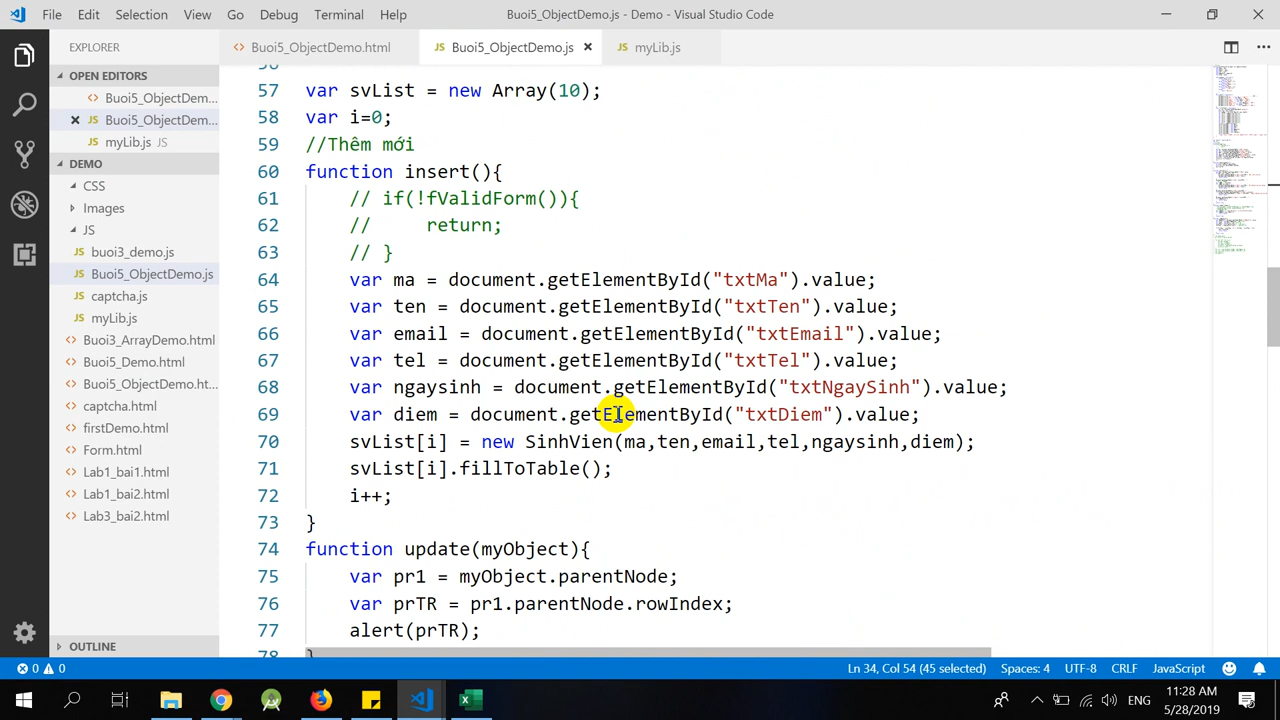 File Edit Selection View Go Debug Terminal Help
Buoi5_ObjectDemo.js - Demo - Visual Studio Code
EXPLORER
OPEN EDITORS
Buoi5_ObjectDem...
Buoi5_ObjectDem...
myLib.js JS
DEMO
CSS
Images
JS
buoi3_demo.js
Buoi5_ObjectDemo.js
captcha.js
myLib.js
Buoi3_ArrayDemo.html
Buoi5_Demo.html
Buoi5_ObjectDemo.ht...
captcha.html
firstDemo.html
Form.html
Lab1_bai1.html
Lab1_bai2.html
Lab3_bai2.html
OUTLINE
Buoi5_ObjectDemo.html
JS Buoi5_ObjectDemo.js
JS myLib.js
56
57 var svList = new Array(10);
58 var i=0;
59 //Thêm mới
60 function insert(){
61 // if(!fValidForm()){
62 // return;
63 // }
64 var ma = document.getElementById("txtMa").value;
65 var ten = document.getElementById("txtTen").value;
66 var email = document.getElementById("txtEmail").value;
67 var tel = document.getElementById("txtTel").value;
68 var ngaysinh = document.getElementById("txtNgaySinh").value;
69 var diem = document.getElementById("txtDiem").value;
70 svList[i] = new SinhVien(ma,ten,email,tel,ngaysinh,diem);
71 svList[i].fillToTable();
72 i++;
73 }
74 function update(myObject){
75 var pr1 = myObject.parentNode;
76 var prTR = pr1.parentNode.rowIndex;
77 alert(prTR);
78 }
0 0
Ln 34, Col 54 (45 selected) Spaces: 4 UTF-8 CRLF JavaScript
ENG
11:28 AM
5/28/2019